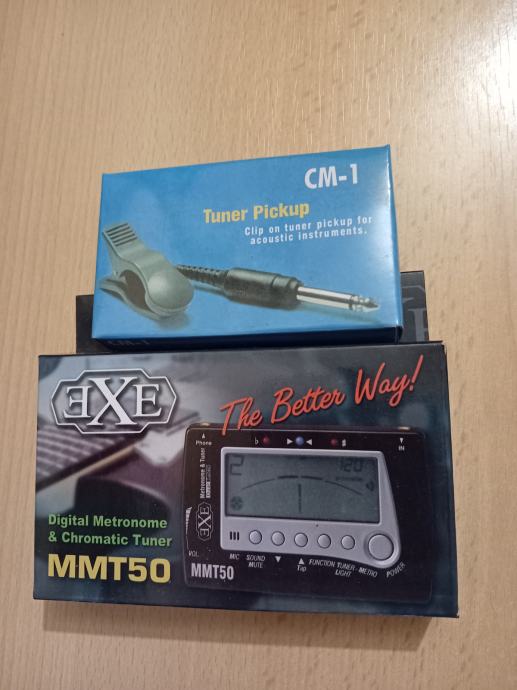 CM-1
Tuner Pickup
Clip on tuner pickup for
acoustic instruments.
CM-1
EXE
The Better Way!
Digital Metronome
& Chromatic Tuner
MMT50
Phone
♭ ▶ ◀ #
IN
Metronome & Tuner
EXE
2
120
VOL.
MMT50
MIC
SOUND MUTE
▼
▲ Tap
FUNCTION
TUNER - METRO
LIGHT
POWER